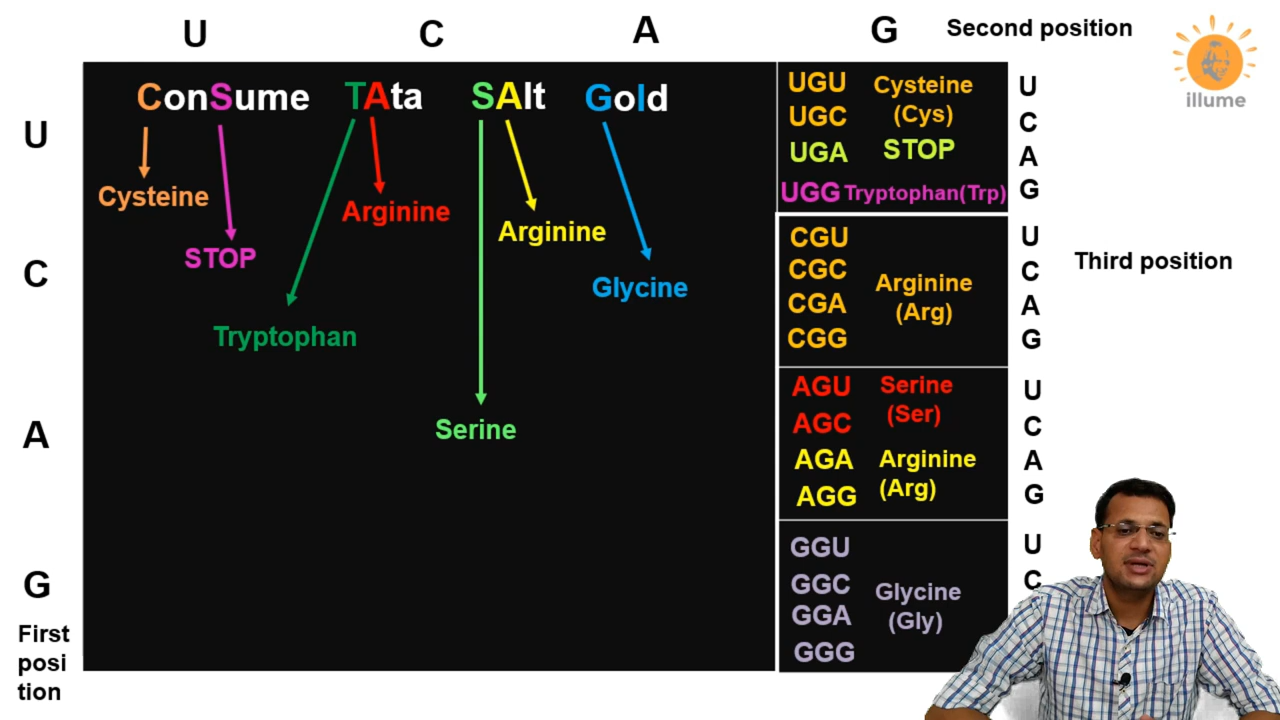 U C A G Second position
illume
ConSume TAta SAlt Gold
Cysteine
STOP
Tryptophan
Arginine
Serine
Arginine
Glycine
U
C
A
G
First
posi
tion
UGU Cysteine
UGC (Cys)
UGA STOP
UGG Tryptophan(Trp)
CGU
CGC Arginine
CGA (Arg)
CGG
AGU Serine
AGC (Ser)
AGA Arginine
AGG (Arg)
GGU
GGC Glycine
GGA (Gly)
GGG
U
C
A
G
U
C
A
G
U
C
A
G
U
C
Third position